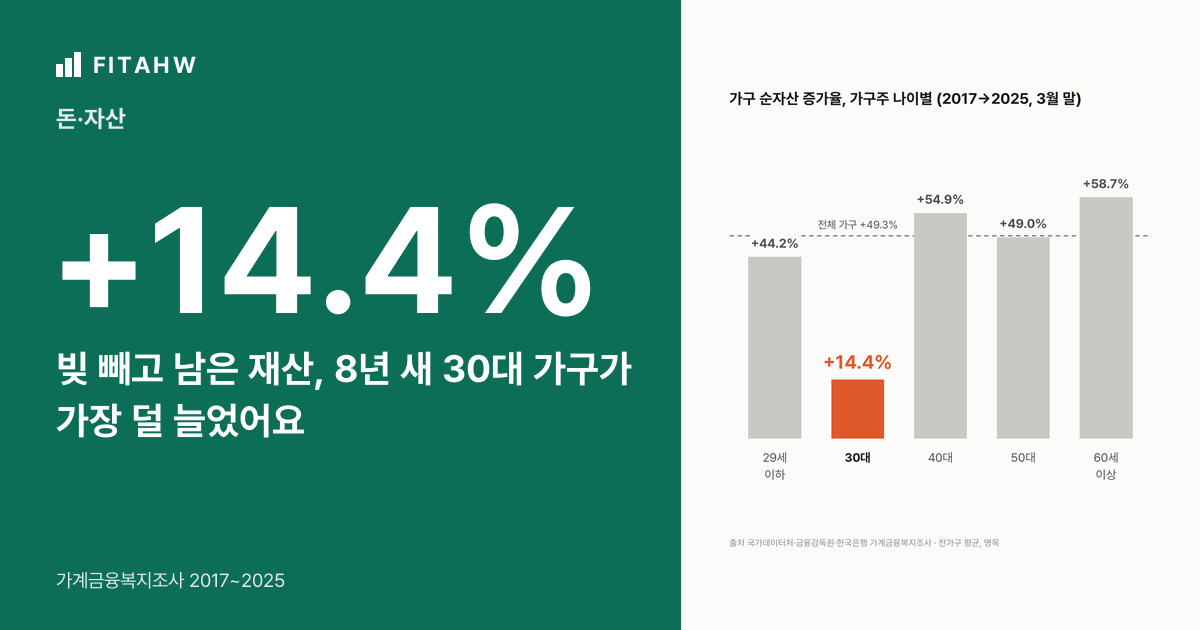 FITAHW
돈·자산
+14.4%
빚 빼고 남은 재산, 8년 새 30대 가구가
가장 덜 늘었어요
가계금융복지조사 2017~2025
가구 순자산 증가율, 가구주 나이별 (2017→2025, 3월 말)
전체 가구 +49.3%
+44.2%
+14.4%
+54.9%
+49.0%
+58.7%
29세
이하
30대
40대
50대
60세
이상
출처 국가데이터처·금융감독원·한국은행 가계금융복지조사 · 전가구 평균, 명목